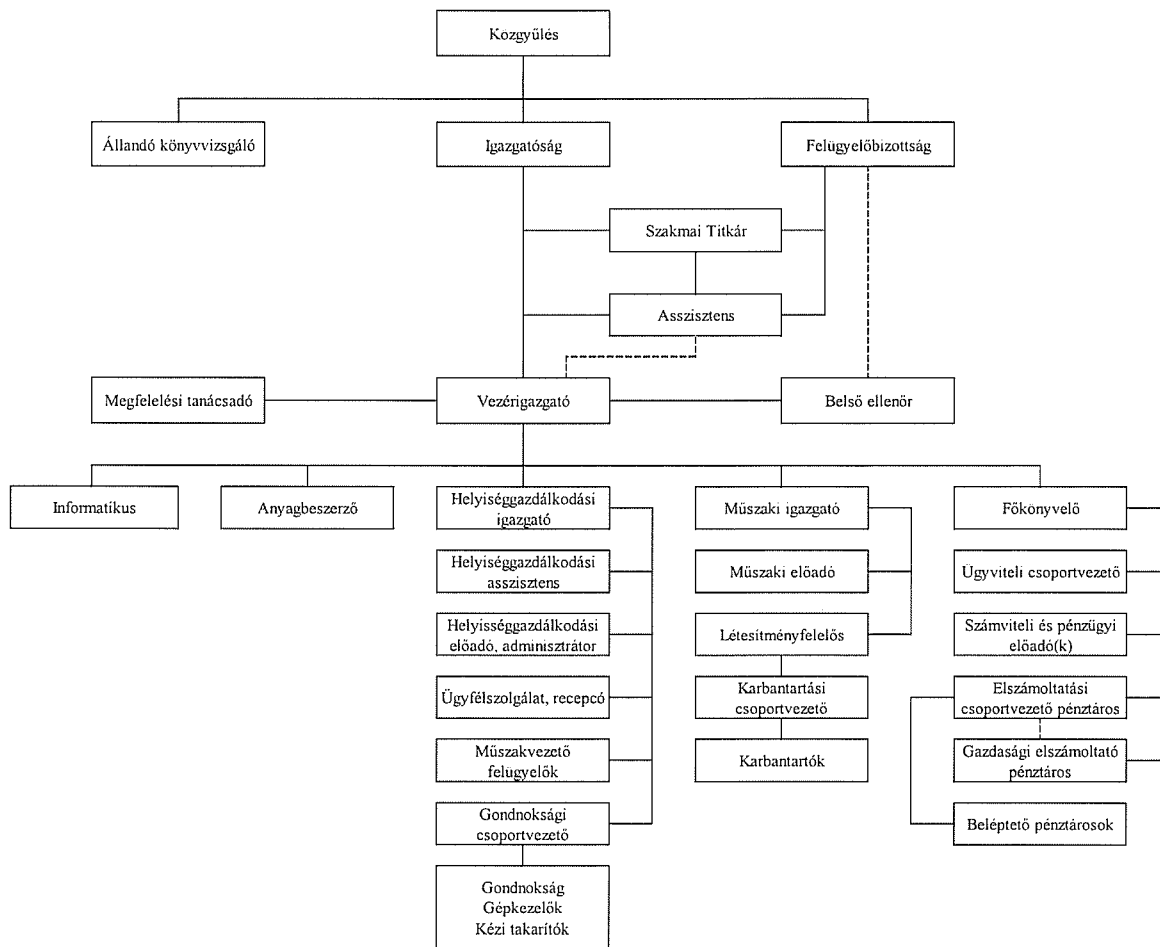 Közgyűlés
Állandó könyvvizsgáló
Igazgatóság
Felügyelőbizottság
Szakmai Titkár
Asszisztens
Megfelelési tanácsadó
Vezérigazgató
Belső ellenőr
Informatikus
Anyagbeszerző
Helyiséggazdálkodási
igazgató
Műszaki igazgató
Főkönyvelő
Helyiséggazdálkodási
asszisztens
Műszaki előadó
Ügyviteli csoportvezető
Helyisséggazdálkodási
előadó, adminisztrátor
Létesítményfelelős
Számviteli és pénzügyi
előadó(k)
Ügyfélszolgálat, recepcó
Karbantartási
csoportvezető
Elszámoltatási
csoportvezető pénztáros
Műszakvezető
felügyelők
Karbantartók
Gazdasági elszámoltató
pénztáros
Gondnoksági
csoportvezető
Beléptető pénztárosok
Gondnokság
Gépkezelők
Kézi takarítók